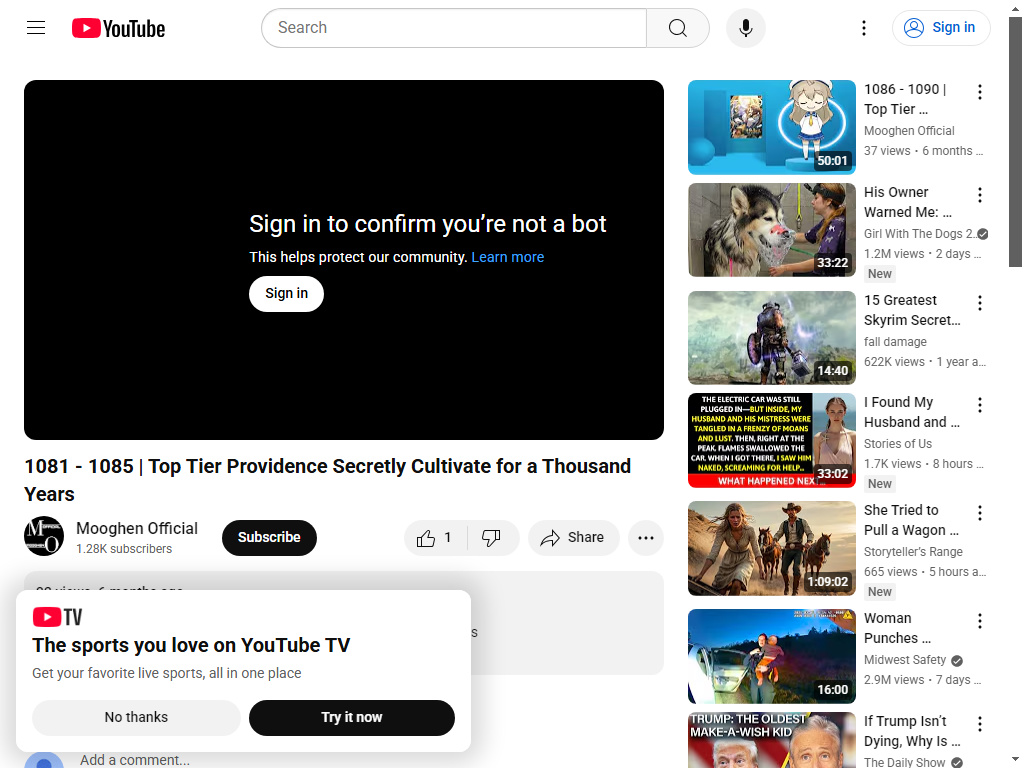 YouTube
Search
Sign in
Sign in to confirm you’re not a bot
This helps protect our community. Learn more
Sign in
1081 - 1085 | Top Tier Providence Secretly Cultivate for a Thousand
Years
Mooghen Official
1.28K subscribers
Subscribe
1
Share
TV
The sports you love on YouTube TV
Get your favorite live sports, all in one place
No thanks
Try it now
Add a comment...
50:01
1086 - 1090 |
Top Tier ...
Mooghen Official
37 views • 6 months ...
33:22
His Owner
Warned Me: ...
Girl With The Dogs 2...
1.2M views • 2 days ...
New
14:40
15 Greatest
Skyrim Secret...
fall damage
622K views • 1 year a...
THE ELECTRIC CAR WAS STILL
PLUGGED IN—BUT INSIDE, MY
HUSBAND AND HIS MISTRESS WERE
TANGLED IN A FRENZY OF MOANS
AND LUST. THEN, RIGHT AT THE
PEAK, FLAMES SWALLOWED THE
CAR. WHEN I GOT THERE, I SAW HIM
NAKED, SCREAMING FOR HELP..
WHAT HAPPENED NEX
33:02
I Found My
Husband and ...
Stories of Us
1.7K views • 8 hours ...
New
1:09:02
She Tried to
Pull a Wagon ...
Storyteller's Range
665 views • 5 hours a...
New
16:00
Woman
Punches ...
Midwest Safety
2.9M views • 7 days ...
TRUMP: THE OLDEST
MAKE-A-WISH KID
If Trump Isn't
Dying, Why Is ...
The Daily Show